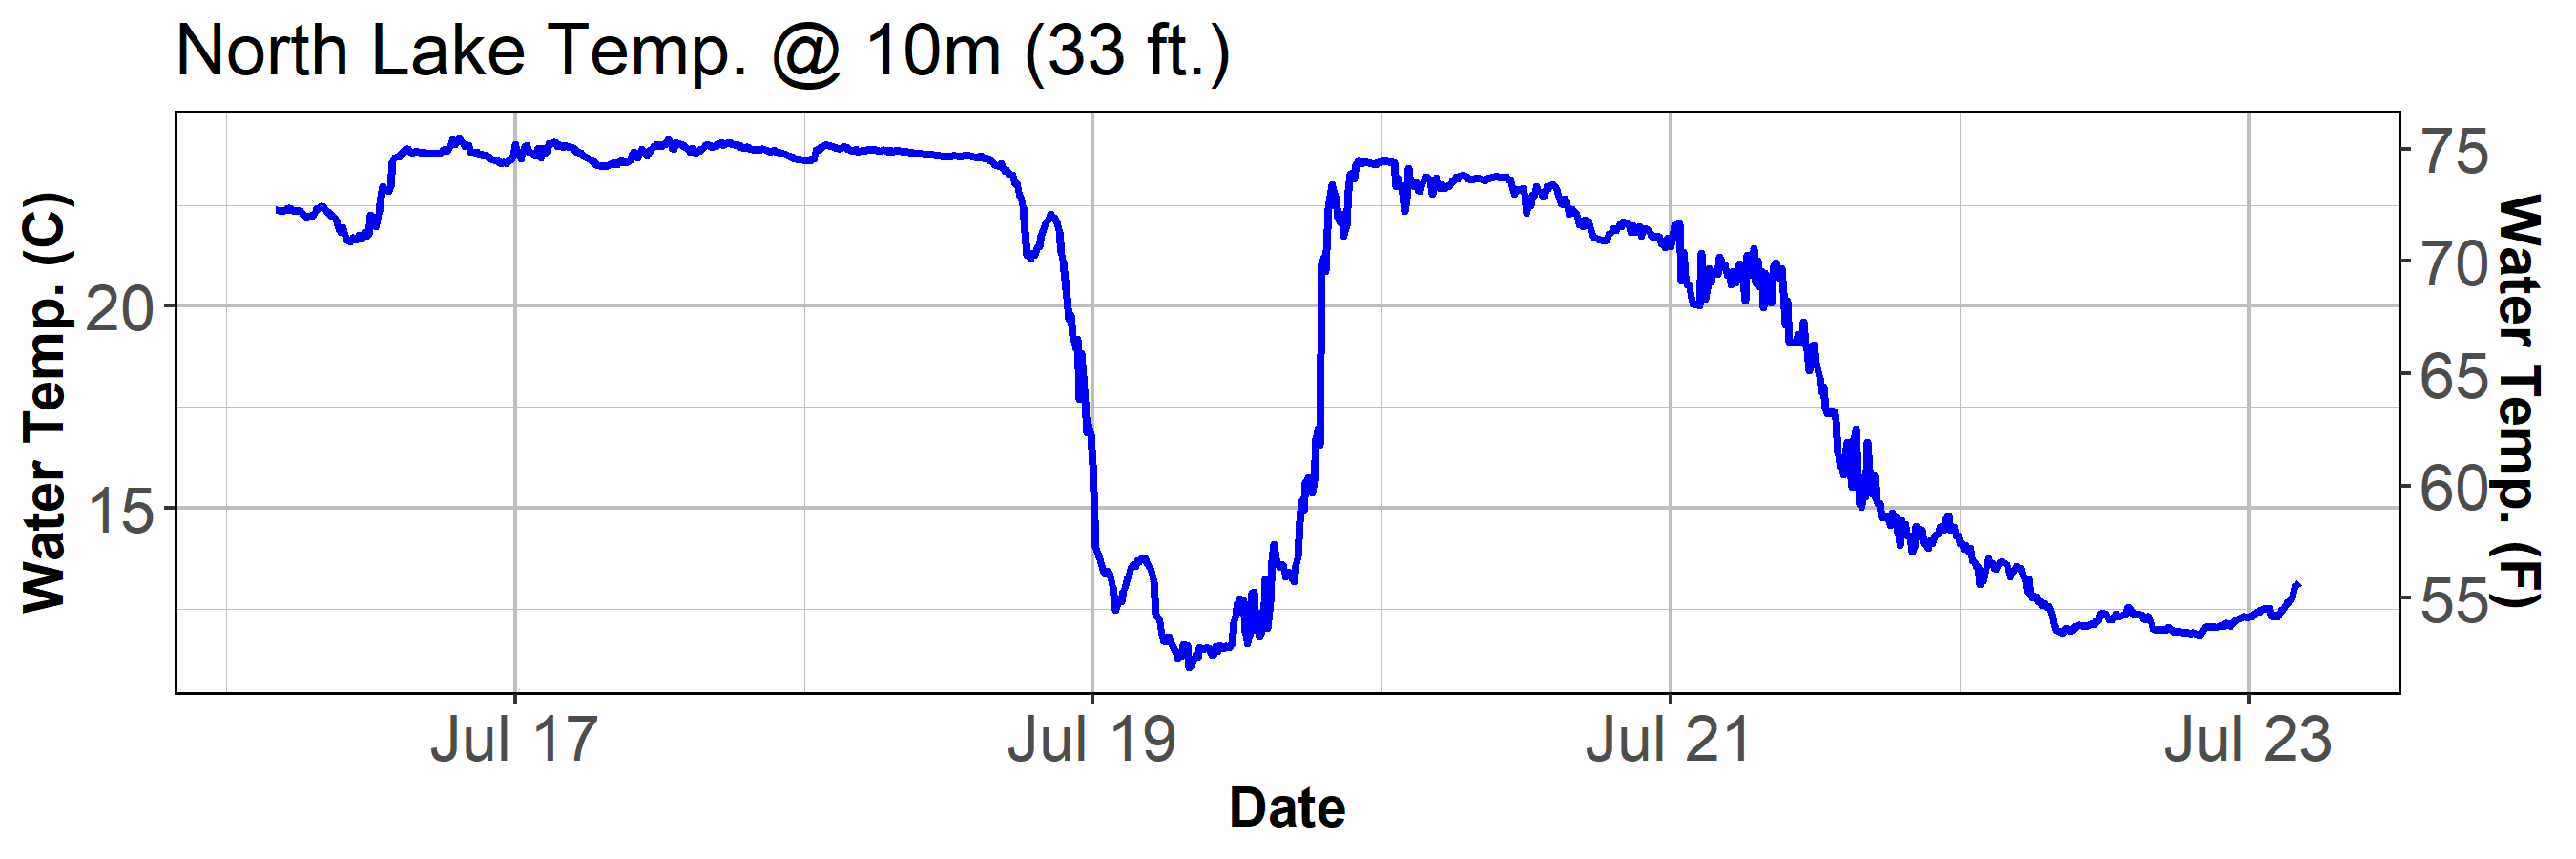 North Lake Temp. @ 10m (33 ft.)
Water Temp. (C)
20
15
75
70
65
60
55
Water Temp. (F)
Jul 17
Jul 19
Jul 21
Jul 23
Date